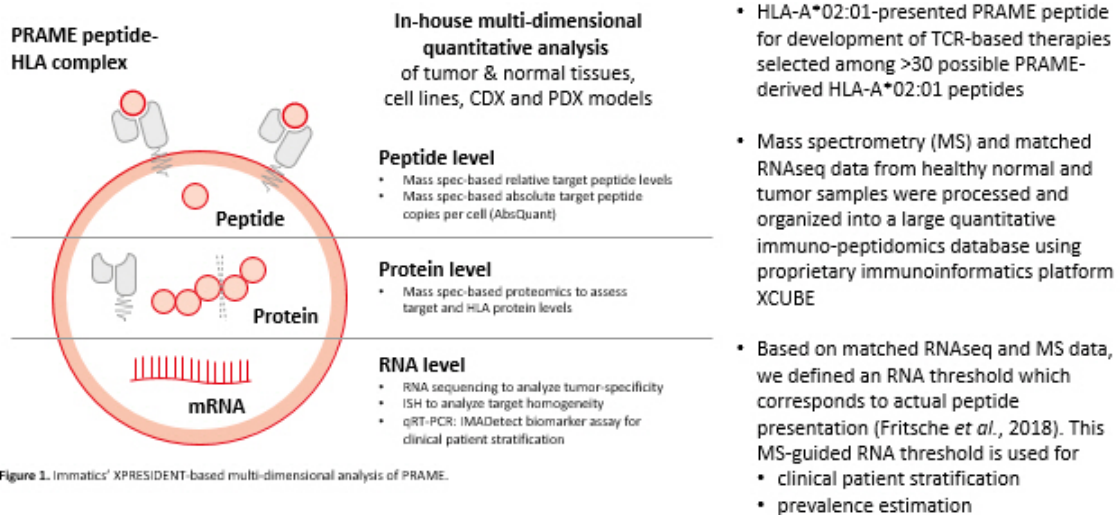 PRAME peptide-
HLA complex
Peptide
Protein
mRNA
In-house multi-dimensional
quantitative analysis
of tumor & normal tissues,
cell lines, CDX and PDX models
Peptide level
• Mass spec-based relative target peptide levels
• Mass spec-based absolute target peptide
copies per cell (AbsQuant)
Protein level
• Mass spec-based proteomics to assess
target and HLA protein levels
RNA level
• RNA sequencing to analyze tumor-specificity
• ISH to analyze target homogeneity
• qRT-PCR: IMADetect biomarker assay for
clinical patient stratification
Figure 1. Immatics' XPRESIDENT-based multi-dimensional analysis of PRAME.
• HLA-A*02:01-presented PRAME peptide
for development of TCR-based therapies
selected among >30 possible PRAME-
derived HLA-A*02:01 peptides
• Mass spectrometry (MS) and matched
RNAseq data from healthy normal and
tumor samples were processed and
organized into a large quantitative
immuno-peptidomics database using
proprietary immunoinformatics platform
XCUBE
• Based on matched RNAseq and MS data,
we defined an RNA threshold which
corresponds to actual peptide
presentation (Fritsche et al., 2018). This
MS-guided RNA threshold is used for
• clinical patient stratification
• prevalence estimation